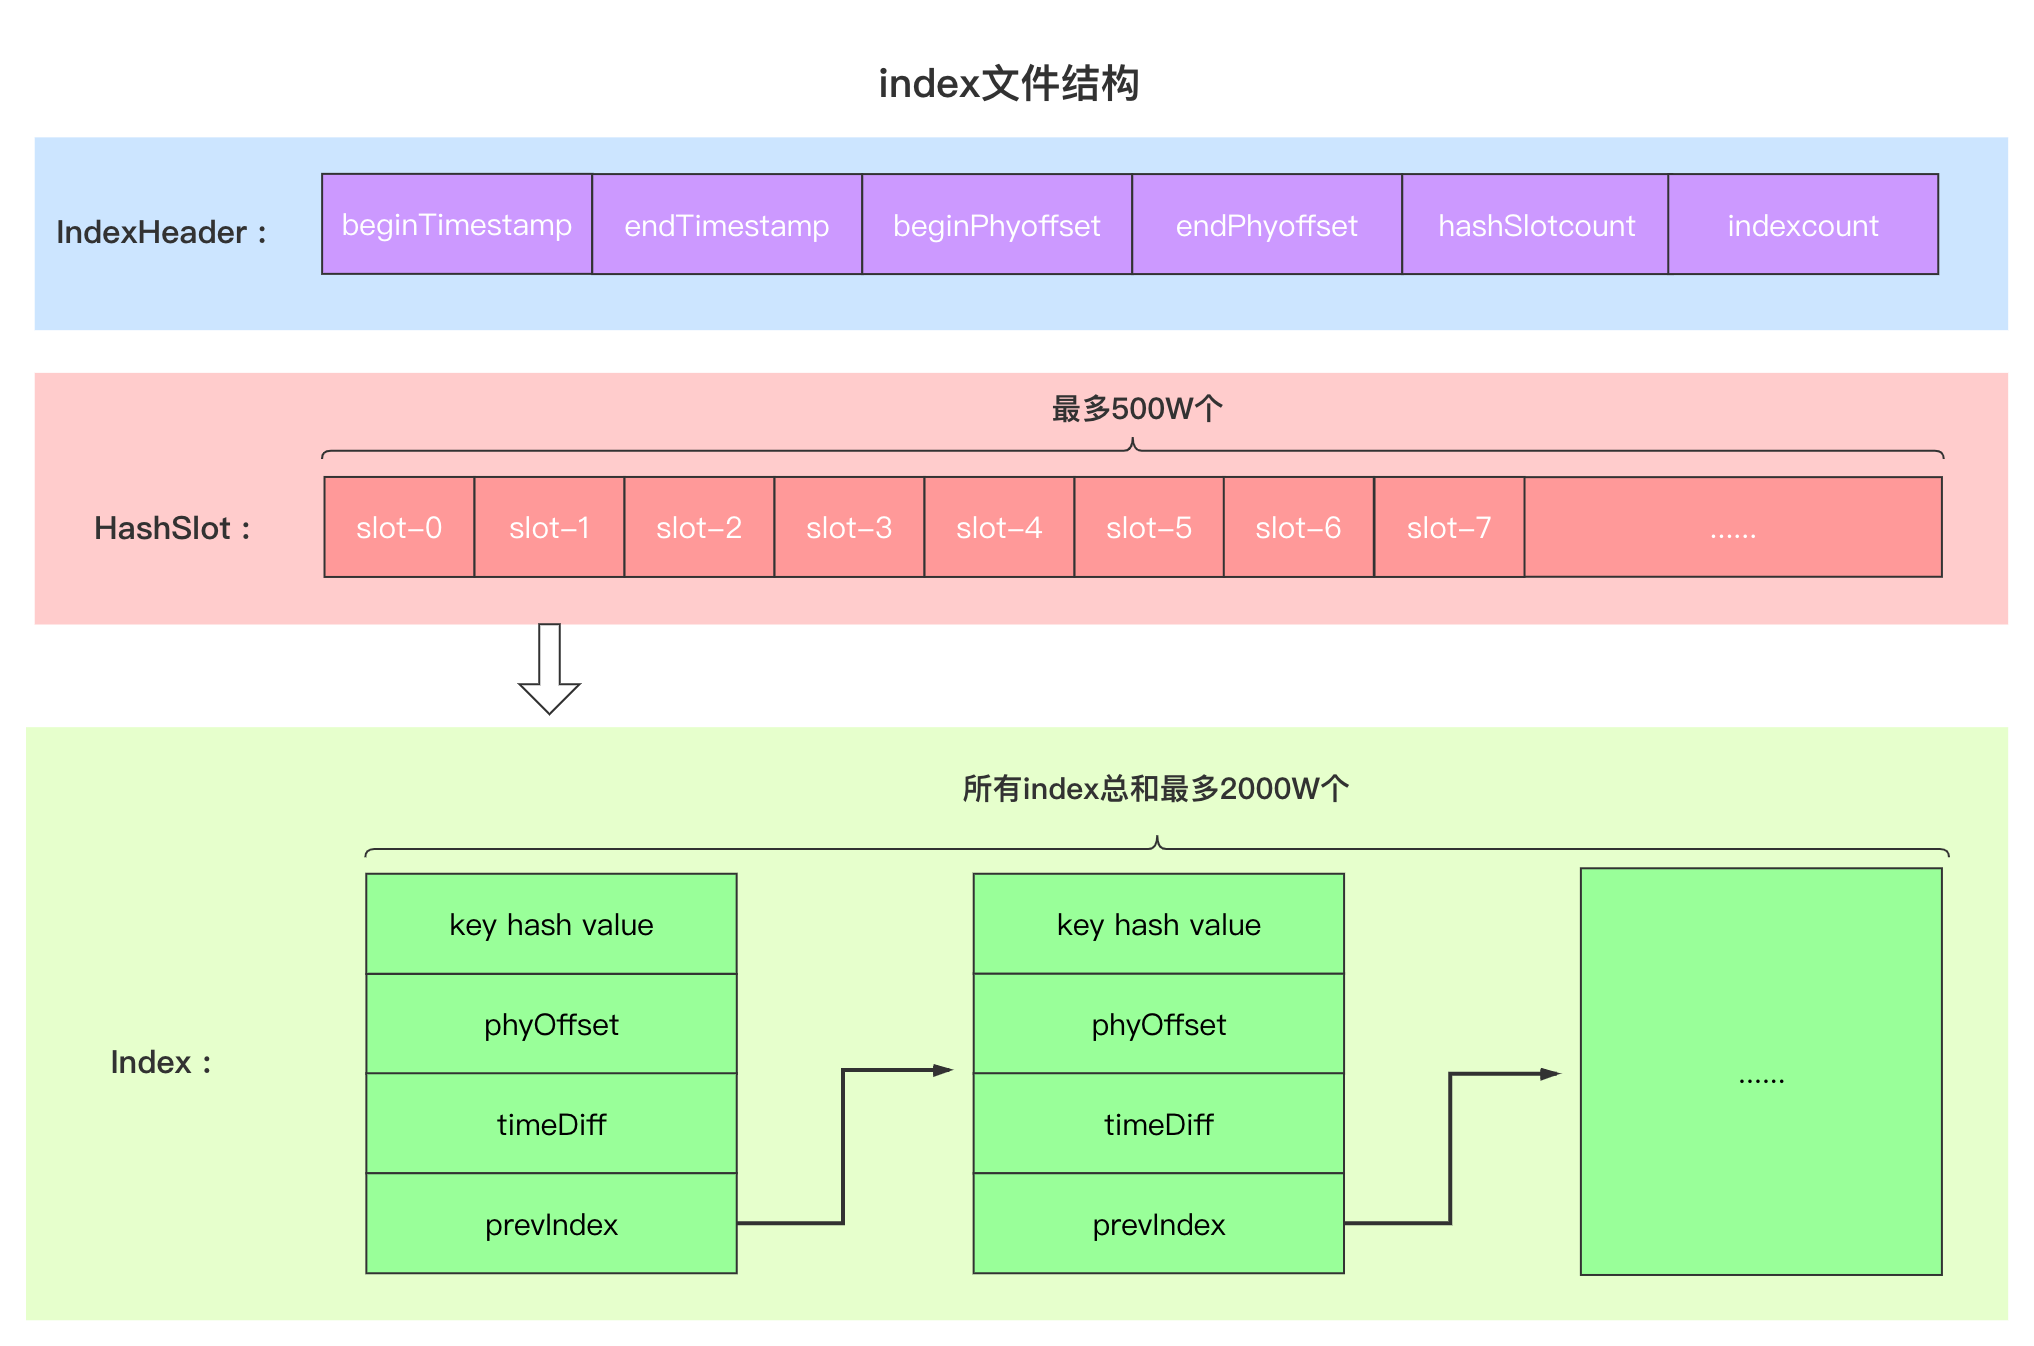 index文件结构
IndexHeader：
beginTimestamp
endTimestamp
beginPhyoffset
endPhyoffset
hashSlotcount
indexcount
最多500W个
HashSlot：
slot-0
slot-1
slot-2
slot-3
slot-4
slot-5
slot-6
slot-7
......
所有index总和最多2000W个
Index：
key hash value
phyOffset
timeDiff
prevIndex
key hash value
phyOffset
timeDiff
prevIndex
......